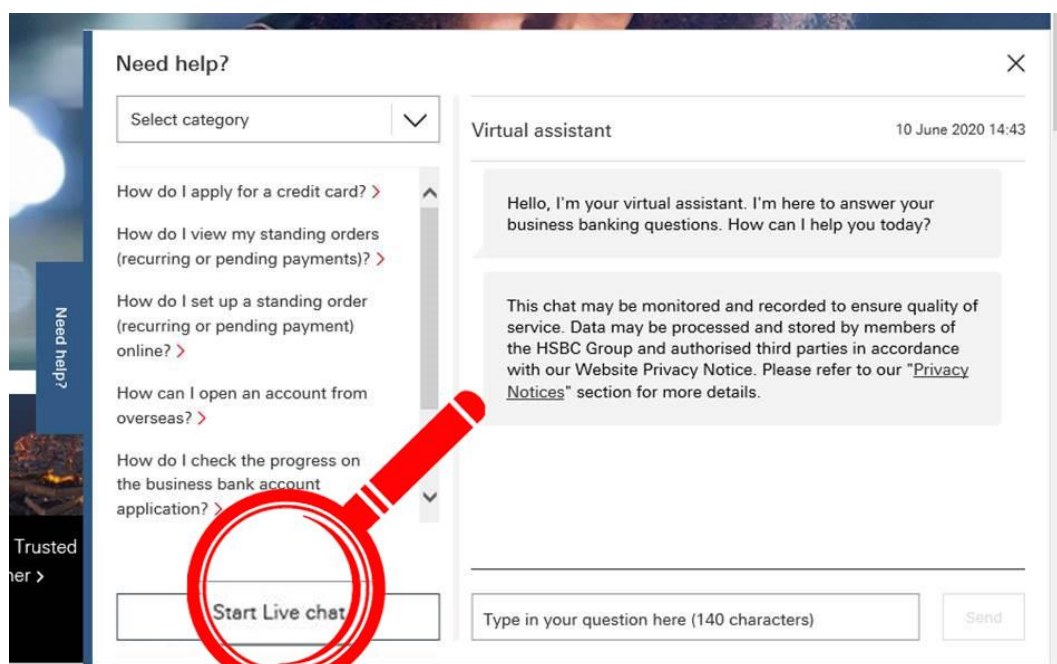 Need help?
Select category
How do I apply for a credit card? >
How do I view my standing orders
(recurring or pending payments)? >
How do I set up a standing order
(recurring or pending payment)
online? >
How can I open an account from
overseas? >
How do I check the progress on
the business bank account
application? >
Start Live chat
Virtual assistant
10 June 2020 14:43
Hello, I'm your virtual assistant. I'm here to answer your
business banking questions. How can I help you today?
This chat may be monitored and recorded to ensure quality of
service. Data may be processed and stored by members of
the HSBC Group and authorised third parties in accordance
with our Website Privacy Notice. Please refer to our "Privacy
Notices" section for more details.
Type in your question here (140 characters)
Send
Need help?
Trusted